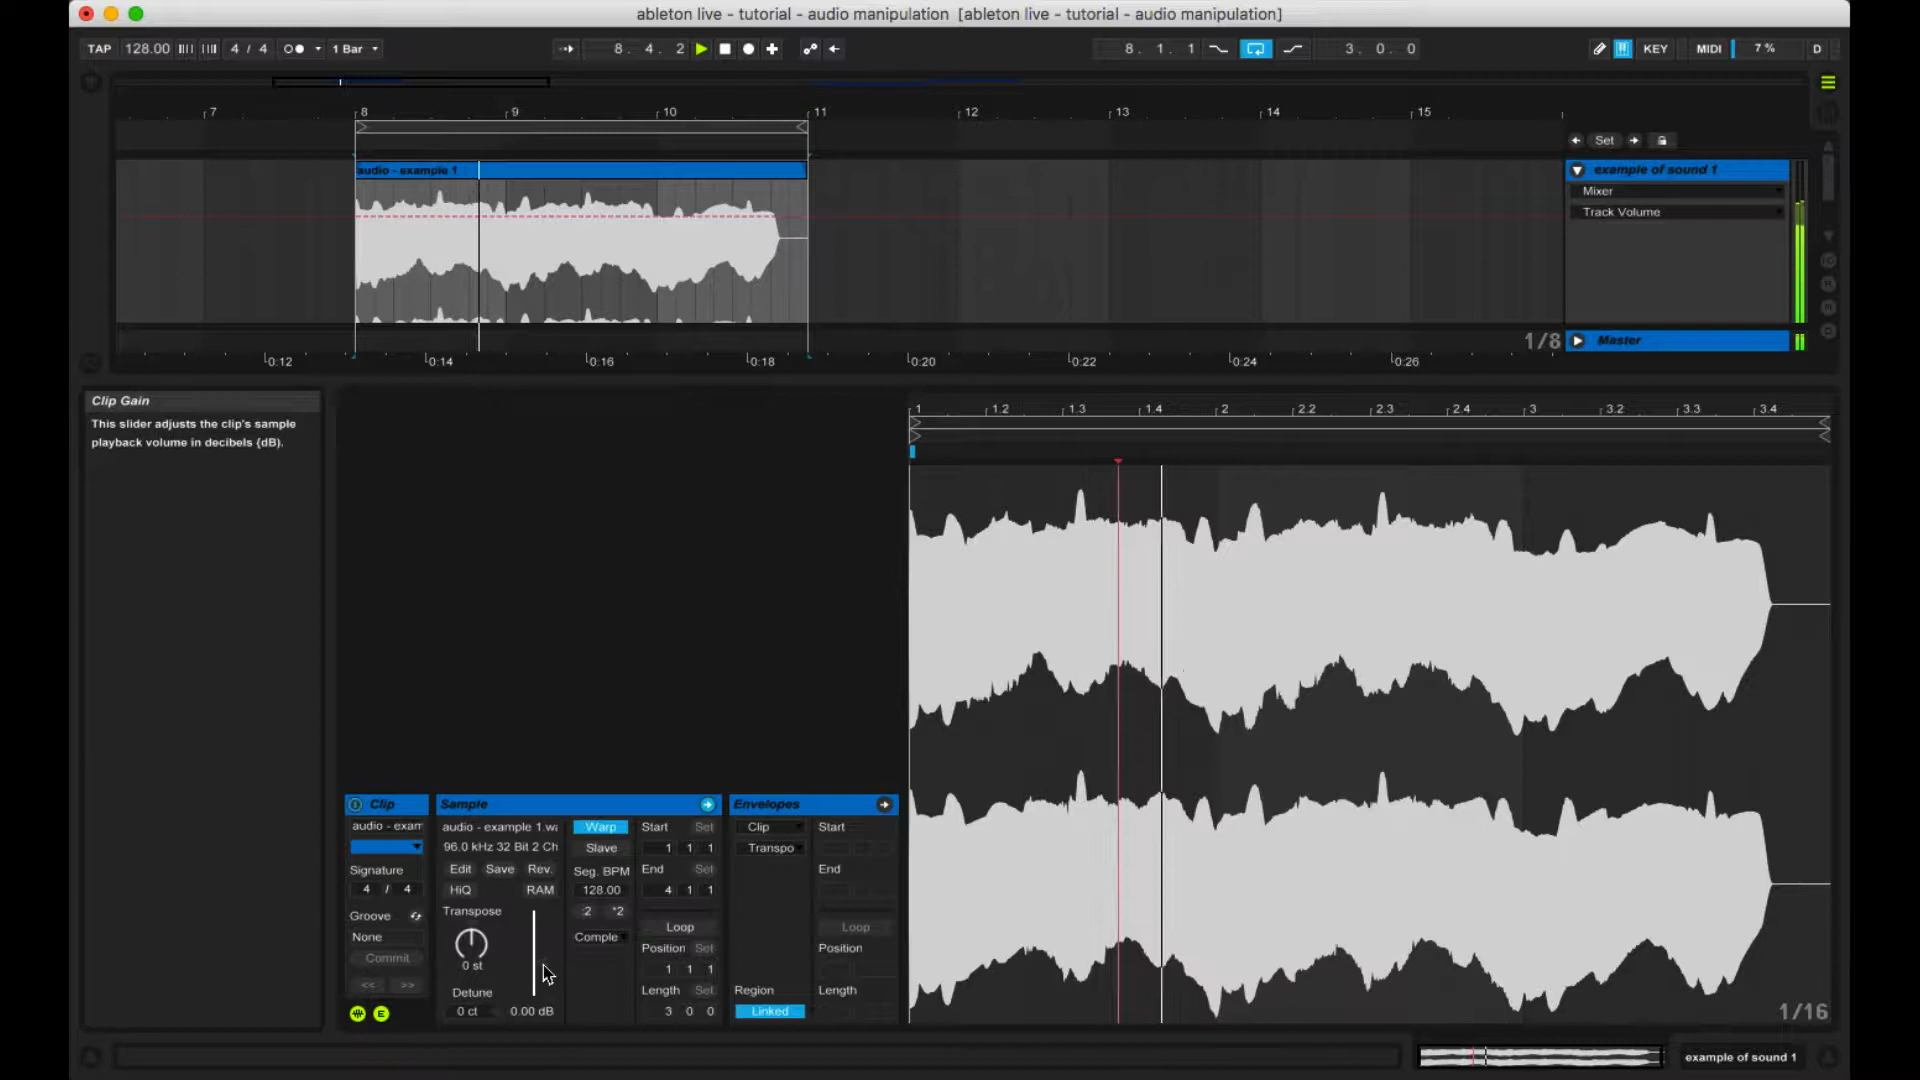 ableton live - tutorial - audio manipulation [ableton live - tutorial - audio manipulation]
TAP 128.00 4 / 4 1 Bar 8. 4. 2 8. 1. 1 3. 0. 0 KEY MIDI 7 % D
7 8 9 10 11 12 13 14 15
Set
audio - example 1
example of sound 1
Mixer
Track Volume
1/8
Master
0:12 0:14 0:16 0:18 0:20 0:22 0:24 0:26
Clip Gain
This slider adjusts the clip's sample
playback volume in decibels (dB).
1 1.2 1.3 1.4 2 2.2 2.3 2.4 3 3.2 3.3 3.4
Clip
audio - exam
Signature
4 / 4
Groove
None
Commit
<< >>
E
Sample
audio - example 1.wa
96.0 kHz 32 Bit 2 Ch
Edit Save Rev.
HiQ RAM
Transpose
0 st
Detune
0 ct 0.00 dB
Warp
Slave
Seg. BPM
128.00
:2 *2
Comple
Start Set
1 1 1
End Set
4 1 1
Loop
Position Set
1 1 1
Length Set
3 0 0
Envelopes
Clip
Transpo
Region
Linked
Start
End
Loop
Position
Length
1/16
example of sound 1